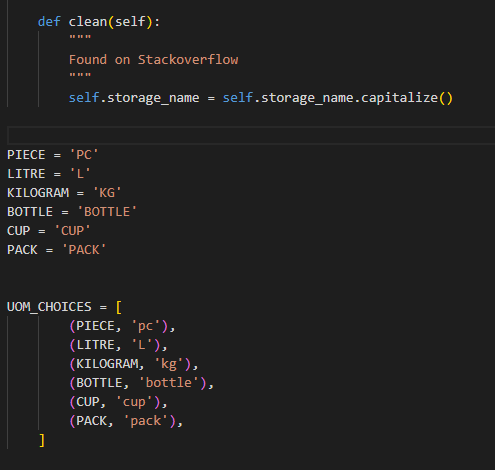 def clean(self):
"""
Found on Stackoverflow
"""
self.storage_name = self.storage_name.capitalize()
PIECE = 'PC'
LITRE = 'L'
KILOGRAM = 'KG'
BOTTLE = 'BOTTLE'
CUP = 'CUP'
PACK = 'PACK'
UOM_CHOICES = [
(PIECE, 'pc'),
(LITRE, 'L'),
(KILOGRAM, 'kg'),
(BOTTLE, 'bottle'),
(CUP, 'cup'),
(PACK, 'pack'),
]